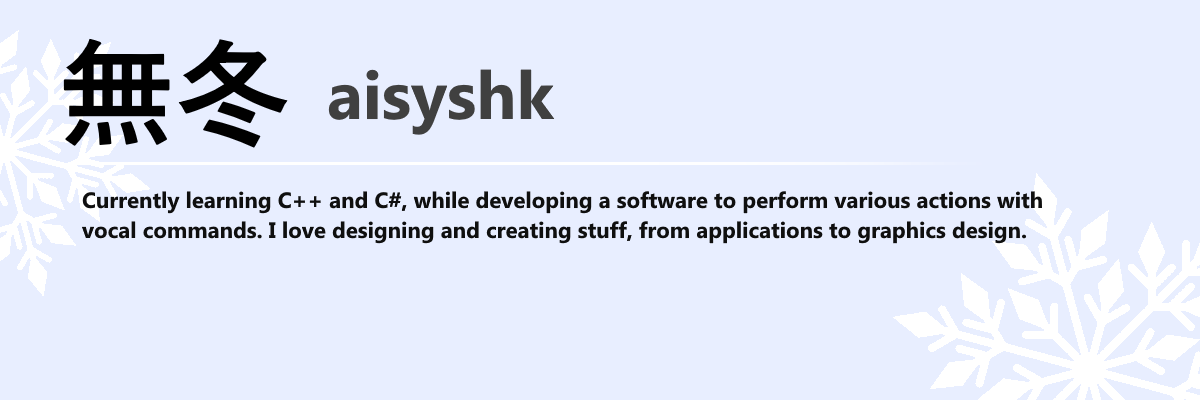 無冬 aisyshk
Currently learning C++ and C#, while developing a software to perform various actions with
vocal commands. I love designing and creating stuff, from applications to graphics design.